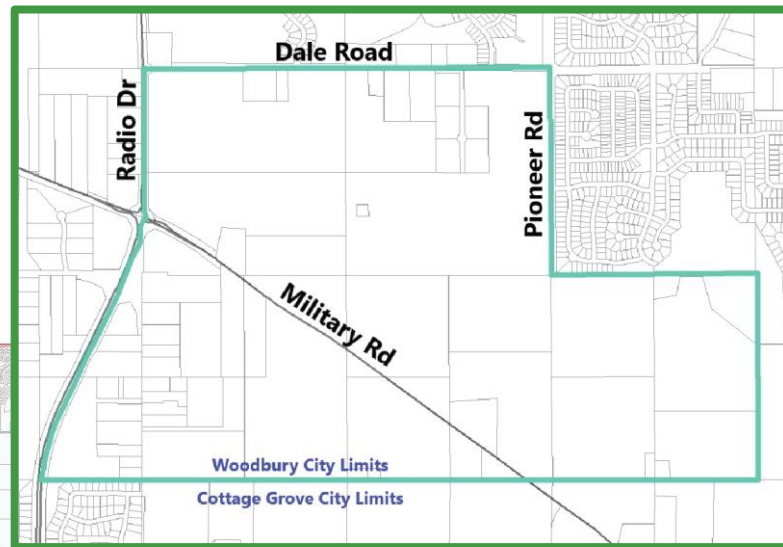 Dale Road
Radio Dr
Pioneer Rd
Military Rd
Woodbury City Limits
Cottage Grove City Limits